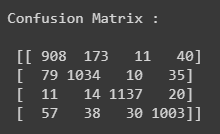 Confusion Matrix :
[[ 908 173 11 40]
[ 79 1034 10 35]
[ 11 14 1137 20]
[ 57 38 30 1003]]